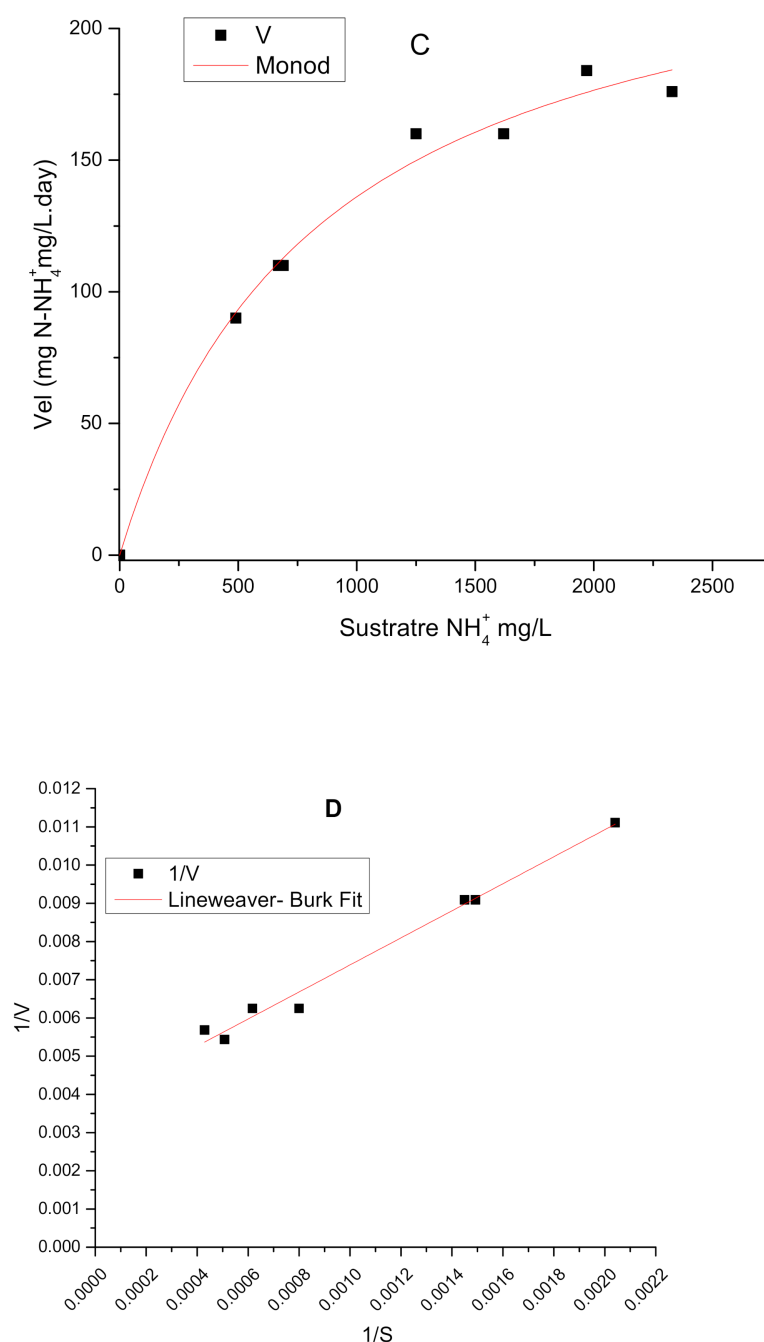 V
Monod
C
200
150
100
50
0
Vel (mg N-NH₄⁺mg/L.day)
0 500 1000 1500 2000 2500
Sustratre NH₄⁺ mg/L
D
1/V
Lineweaver- Burk Fit
0.012
0.011
0.010
0.009
0.008
0.007
0.006
0.005
0.004
0.003
0.002
0.001
0.000
1/V
0.0000 0.0002 0.0004 0.0006 0.0008 0.0010 0.0012 0.0014 0.0016 0.0018 0.0020 0.0022
1/S